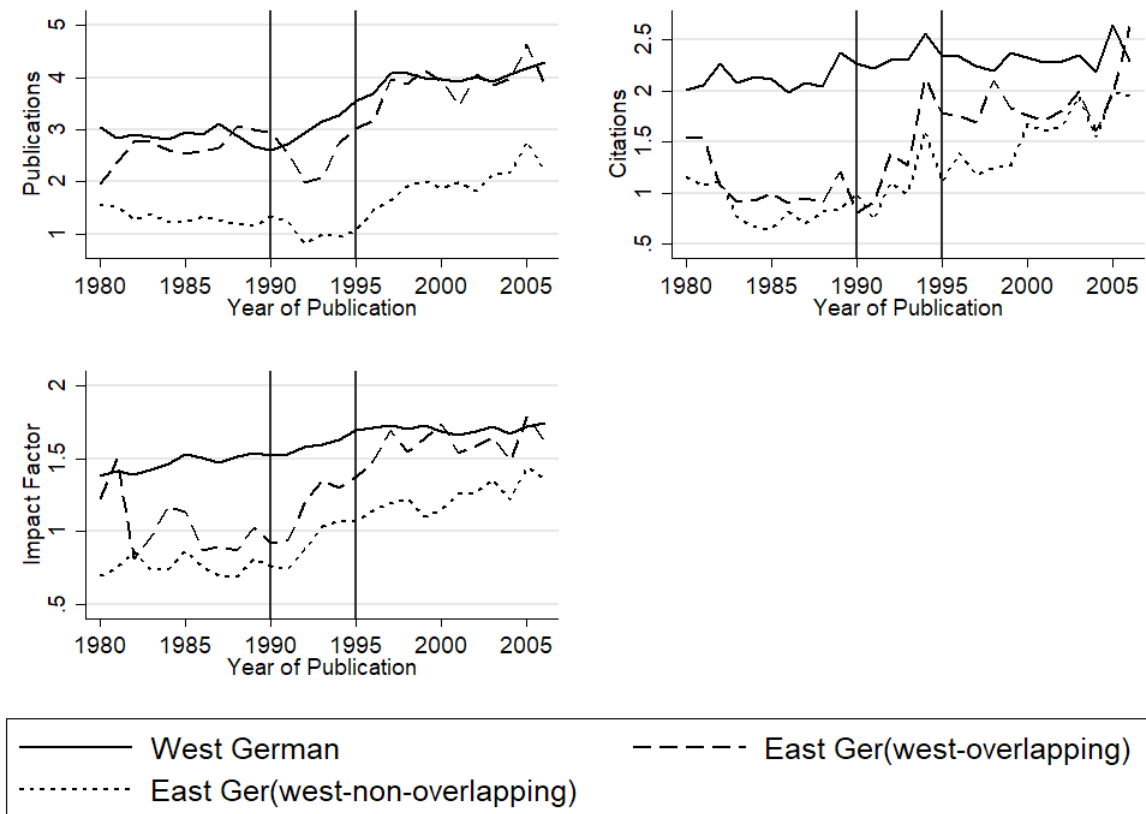 Publications
5
4
3
2
1
1980 1985 1990 1995 2000 2005
Year of Publication
Citations
2.5
2
1.5
1
.5
1980 1985 1990 1995 2000 2005
Year of Publication
Impact Factor
2
1.5
1
.5
1980 1985 1990 1995 2000 2005
Year of Publication
West German
East Ger(west-overlapping)
East Ger(west-non-overlapping)